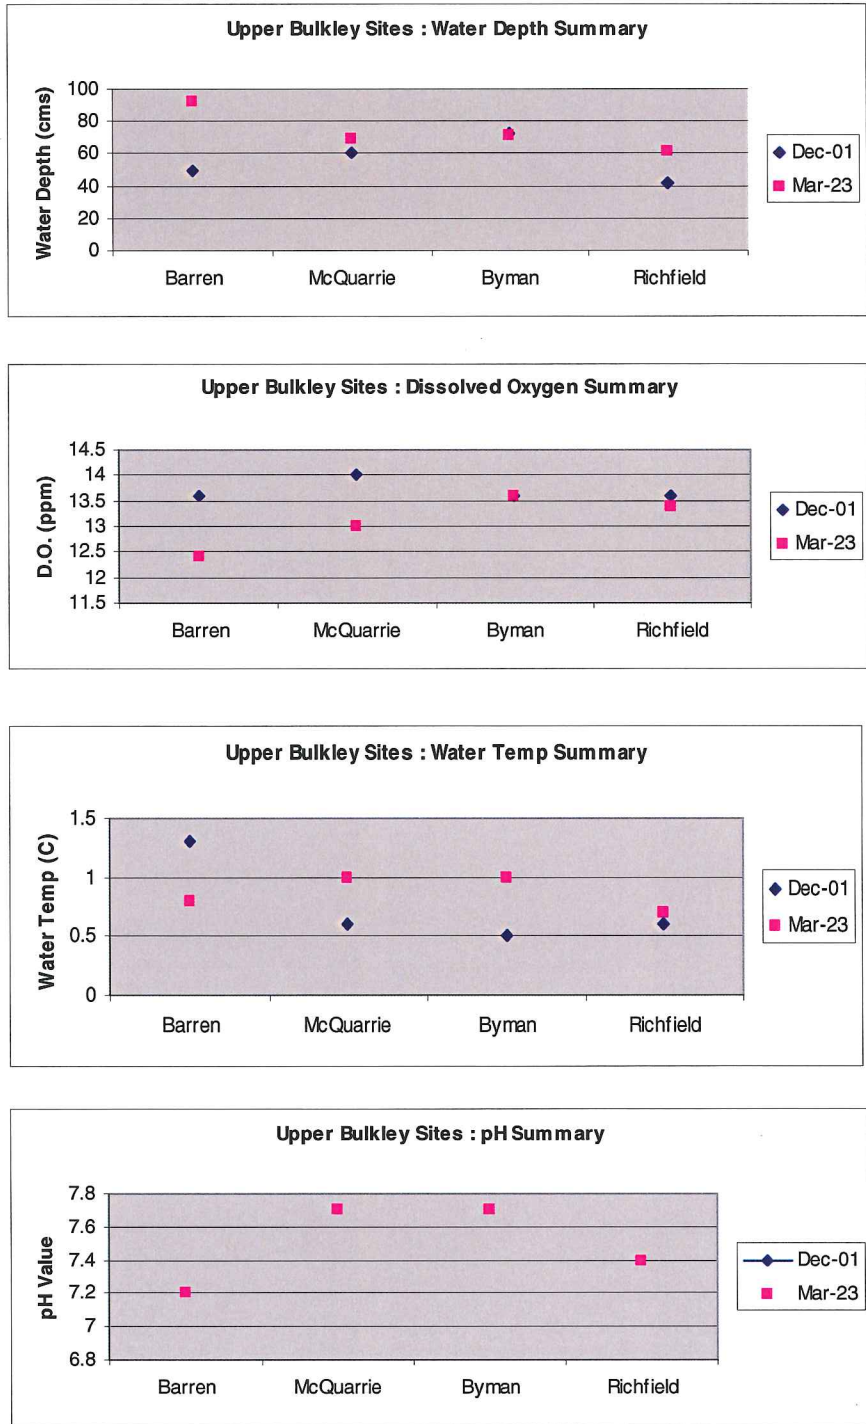 Upper Bulkley Sites : Water Depth Summary
Water Depth (cms)
100
80
60
40
20
0
Barren McQuarrie Byman Richfield
Dec-01
Mar-23
Upper Bulkley Sites : Dissolved Oxygen Summary
D.O. (ppm)
14.5
14
13.5
13
12.5
12
11.5
Barren McQuarrie Byman Richfield
Dec-01
Mar-23
Upper Bulkley Sites : Water Temp Summary
Water Temp (C)
1.5
1
0.5
0
Barren McQuarrie Byman Richfield
Dec-01
Mar-23
Upper Bulkley Sites : pH Summary
pH Value
7.8
7.6
7.4
7.2
7
6.8
Barren McQuarrie Byman Richfield
Dec-01
Mar-23